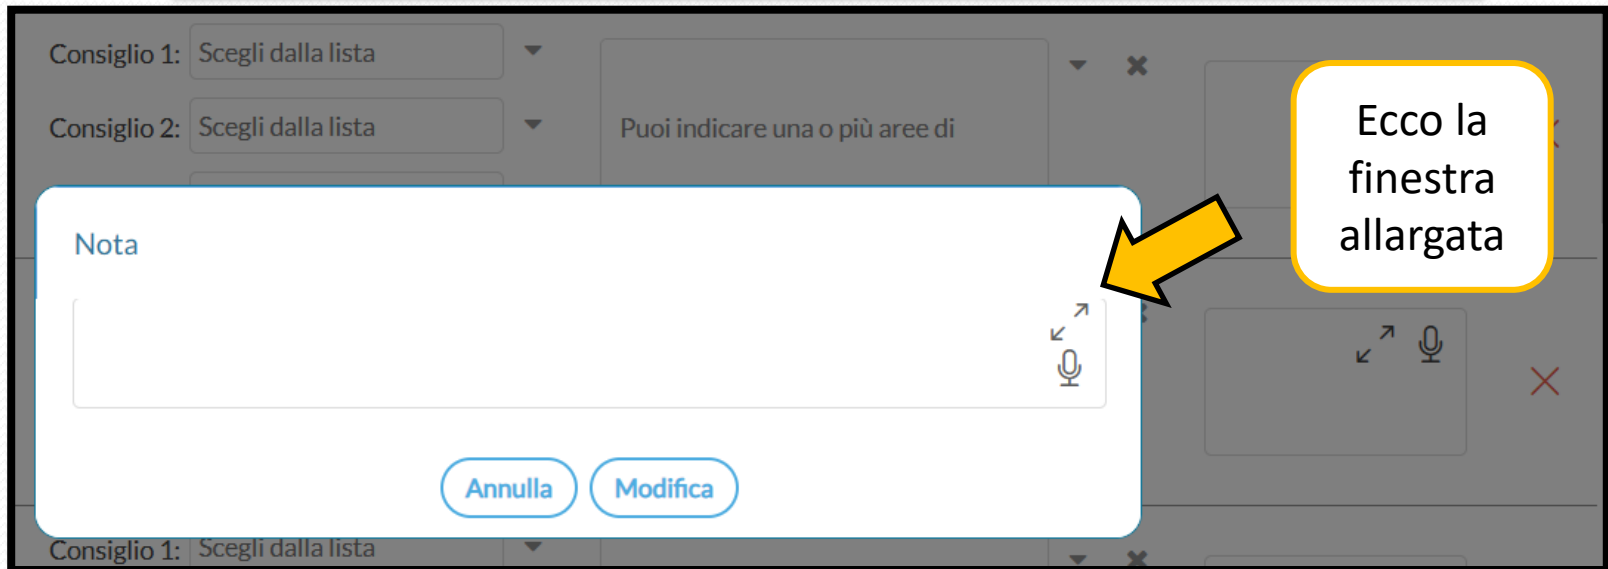 Consiglio 1: Scegli dalla lista
Consiglio 2: Scegli dalla lista
Puoi indicare una o più aree di
Ecco la
finestra
allargata
Nota
Annulla
Modifica
Consiglio 1: Scegli dalla lista